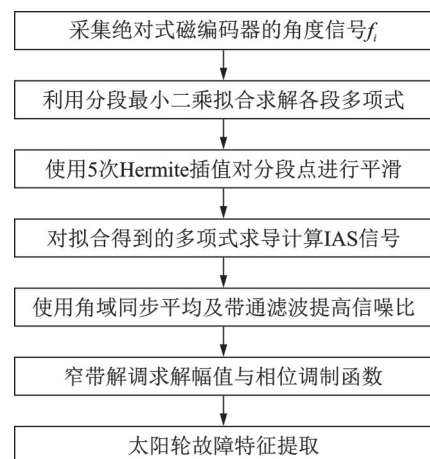 采集绝对式磁编码器的角度信号fi
利用分段最小二乘拟合求解各段多项式
使用5次Hermite插值对分段点进行平滑
对拟合得到的多项式求导计算IAS信号
使用角域同步平均及带通滤波提高信噪比
窄带解调求解幅值与相位调制函数
太阳轮故障特征提取